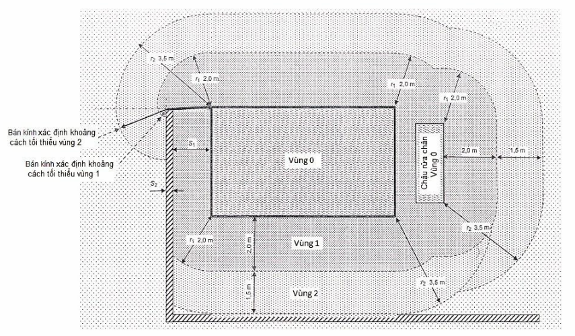 r₂ 3,5 m
r₁ 2,0 m
r₁ 2,0 m
r₁ 2,0 m
Bán kính xác định khoảng
cách tối thiểu vùng 2
Bán kính xác định khoảng
cách tối thiểu vùng 1
S₁
Vùng 0
Chậu rửa chân
Vùng 0
2,0 m
1,5 m
S₂
r₁ 2,0 m
2,0 m
Vùng 1
r₂ 3,5 m
r₂ 3,5 m
1,5 m
Vùng 2